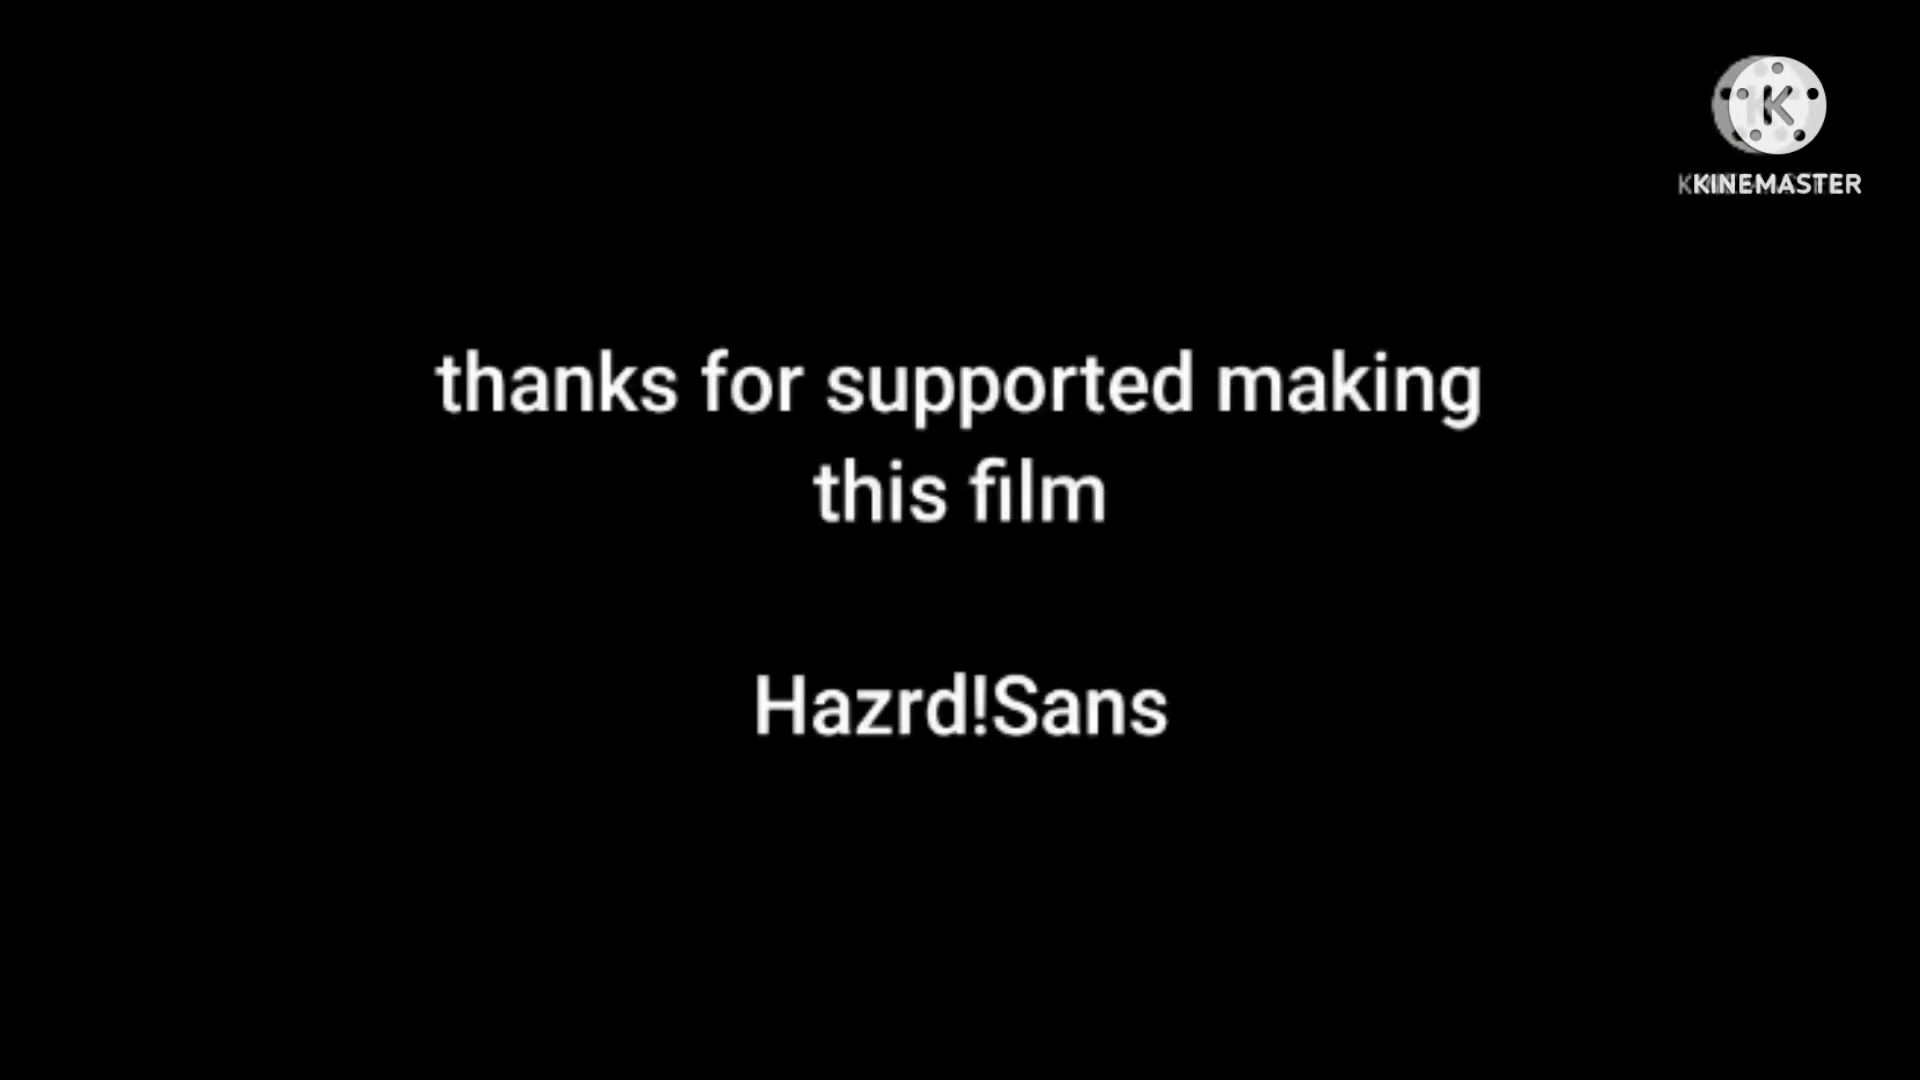 K
KINEMASTER
thanks for supported making
this film
Hazrd!Sans